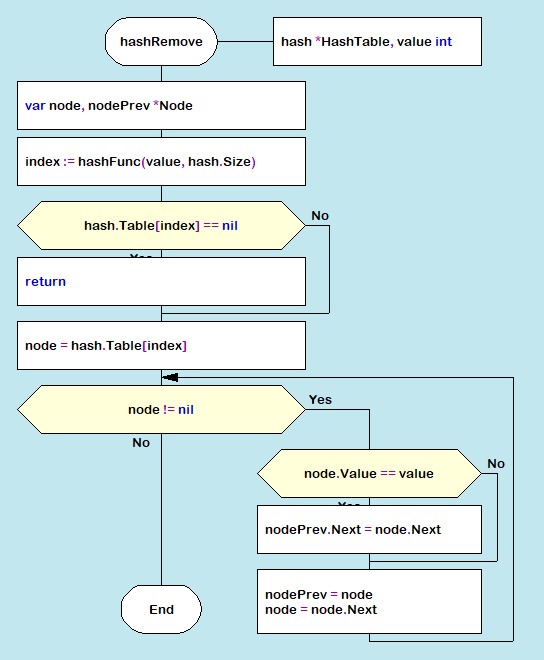 hashRemove
hash *HashTable, value int
var node, nodePrev *Node
index := hashFunc(value, hash.Size)
hash.Table[index] == nil
No
Yes
return
node = hash.Table[index]
node != nil
Yes
No
node.Value == value
No
Yes
nodePrev.Next = node.Next
nodePrev = node
node = node.Next
End